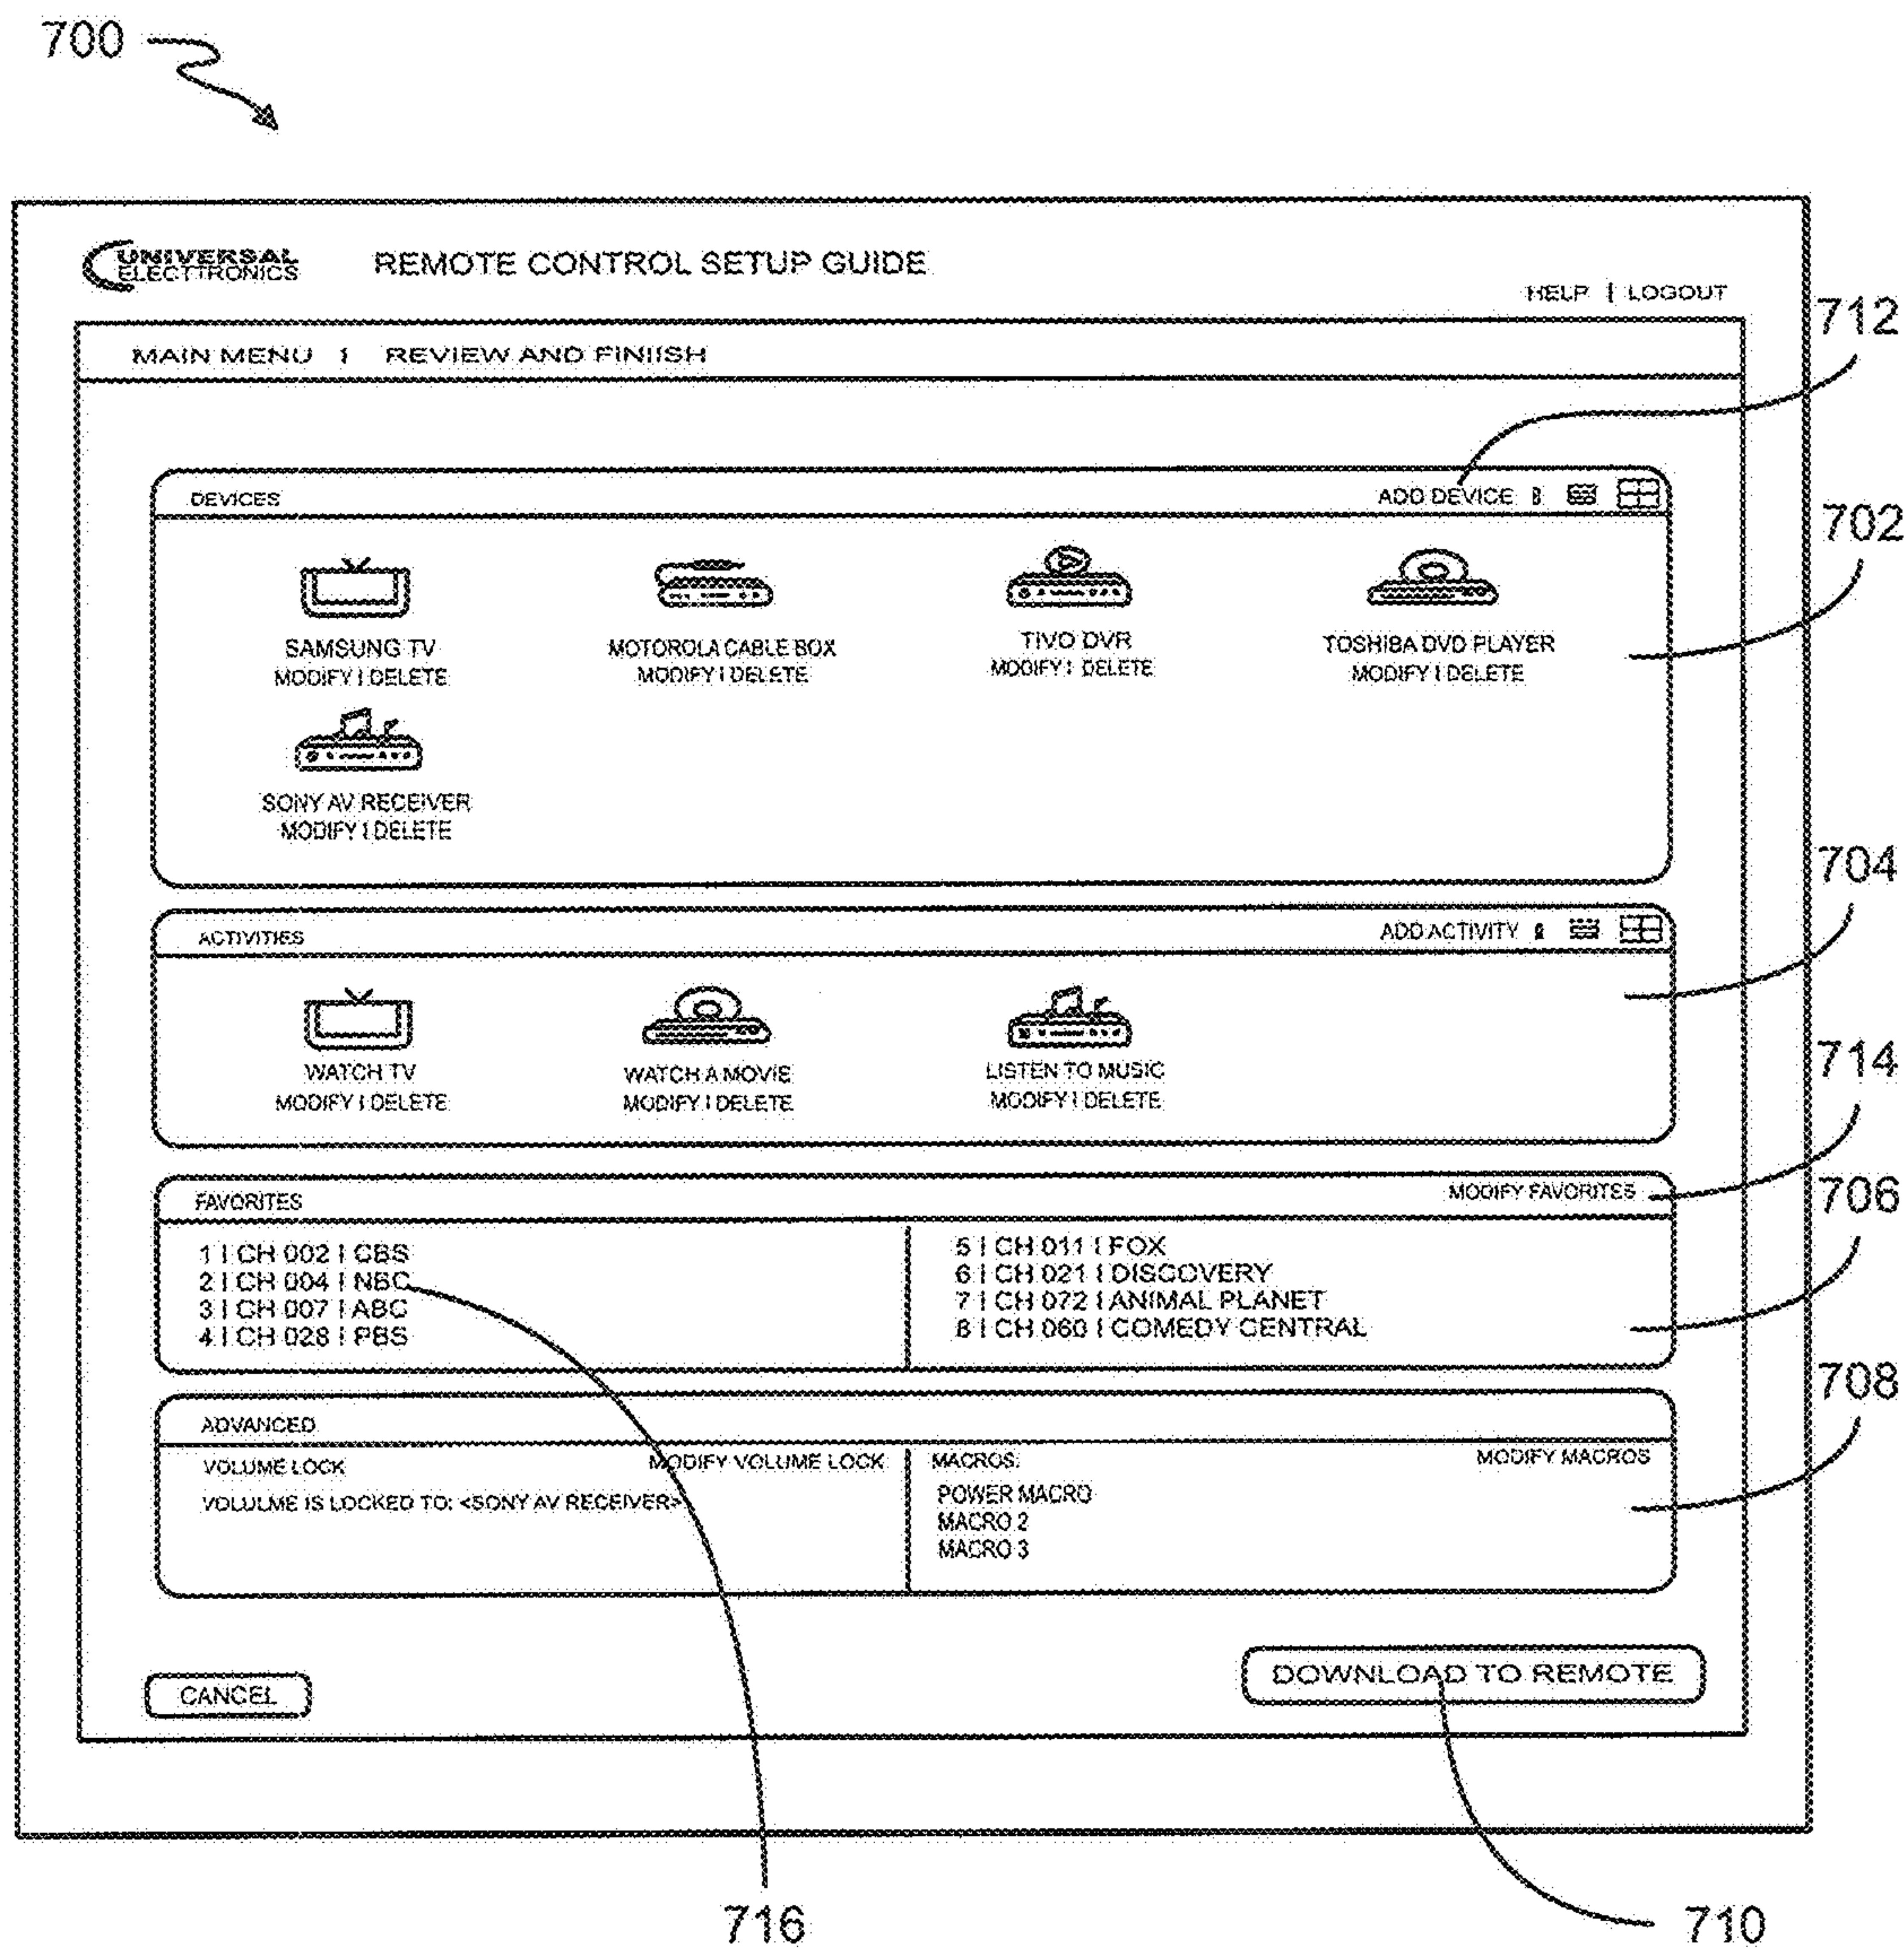 700
UNIVERSAL
ELECTTRONICS
REMOTE CONTROL SETUP GUIDE
HELP | LOGOUT
712
MAIN MENU I REVIEW AND FINIISH
DEVICES
ADD DEVICE
702
SAMSUNG TV
MODIFY I DELETE
MOTOROLA CABLE BOX
MODIFY I DELETE
TIVO DVR
MODIFY I DELETE
TOSHIBA DVD PLAYER
MODIFY I DELETE
SONY AV RECEIVER
MODIFY I DELETE
704
ACTIVITIES
ADD ACTIVITY
WATCH TV
MODIFY I DELETE
WATCH A MOVIE
MODIFY I DELETE
LISTEN TO MUSIC
MODIFY I DELETE
714
FAVORITES
MODIFY FAVORITES
706
1 I CH 002 I CBS
2 I CH 004 I NBC
3 I CH 007 I ABC
4 I CH 028 I PBS
5 I CH 011 I FOX
6 I CH 021 I DISCOVERY
7 I CH 072 I ANIMAL PLANET
8 I CH 060 I COMEDY CENTRAL
708
ADVANCED
VOLUME LOCK
MODIFY VOLUME LOCK
VOLULME IS LOCKED TO: <SONY AV RECEIVER>
MACROS:
MODIFY MACROS
POWER MACRO
MACRO 2
MACRO 3
CANCEL
DOWNLOAD TO REMOTE
716
710